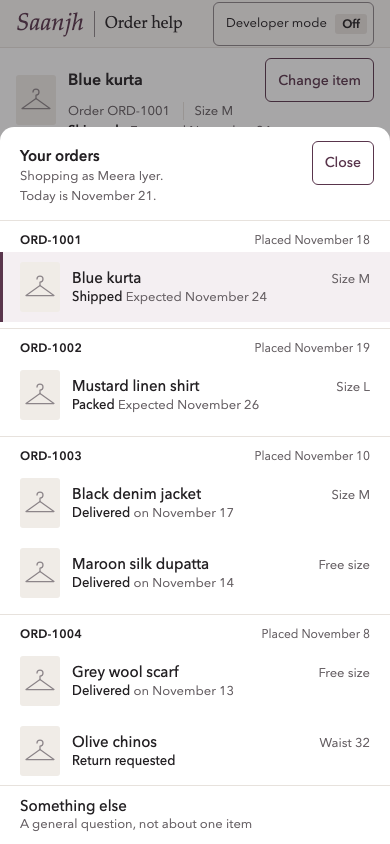 Saanjh
Order help
Developer mode Off
Blue kurta
Change item
Order ORD-1001
Size M
Your orders
Close
Shopping as Meera Iyer.
Today is November 21.
ORD-1001
Placed November 18
Blue kurta
Size M
Shipped Expected November 24
ORD-1002
Placed November 19
Mustard linen shirt
Size L
Packed Expected November 26
ORD-1003
Placed November 10
Black denim jacket
Size M
Delivered on November 17
Maroon silk dupatta
Free size
Delivered on November 14
ORD-1004
Placed November 8
Grey wool scarf
Free size
Delivered on November 13
Olive chinos
Waist 32
Return requested
Something else
A general question, not about one item